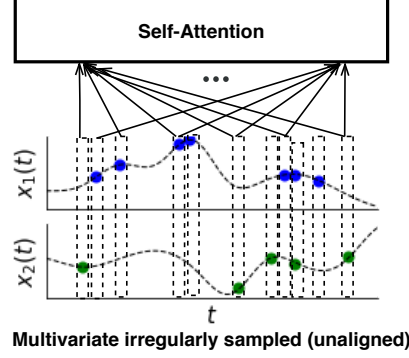 Self-Attention
...
x₁(t)
x₂(t)
t
Multivariate irregularly sampled (unaligned)